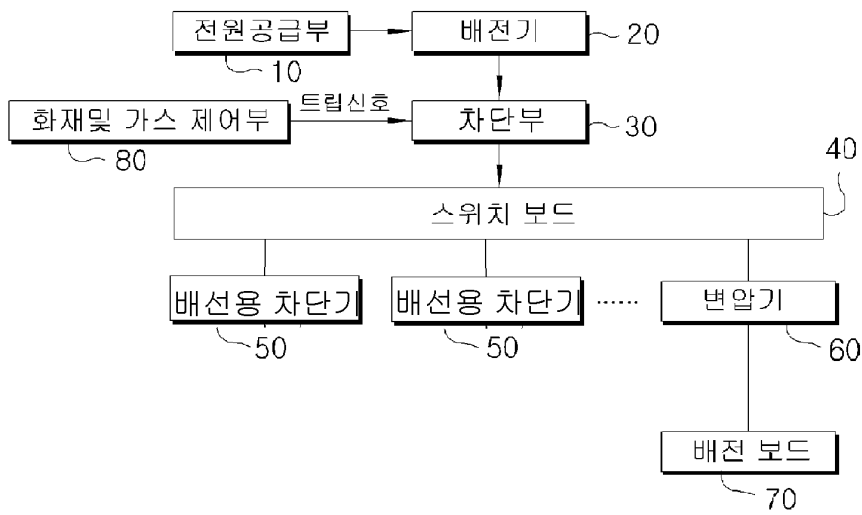 전원공급부
배전기
20
10
트립신호
화재및 가스 제어부
차단부
30
80
40
스위치 보드
배선용 차단기
배선용 차단기
······
변압기
50
50
60
배전 보드
70